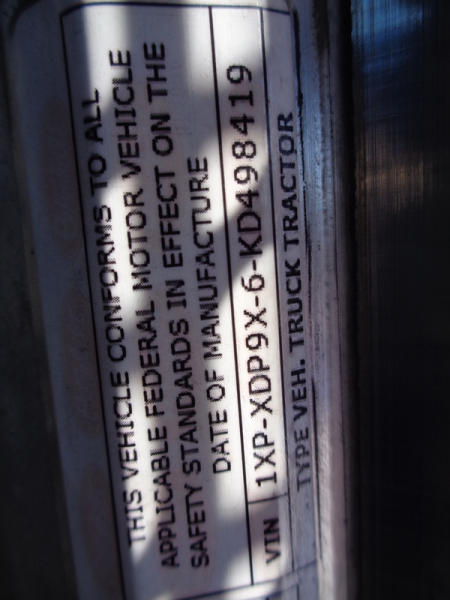 THIS VEHICLE CONFORMS TO ALL
APPLICABLE FEDERAL MOTOR VEHICLE
SAFETY STANDARDS IN EFFECT ON THE
DATE OF MANUFACTURE
VIN 1XP-XDP9X-6-KD498419
TYPE VEH. TRUCK TRACTOR